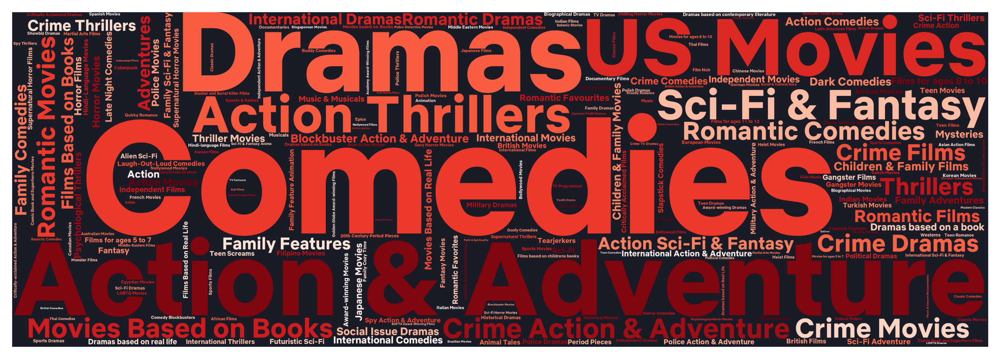 Critically Acclaimed Dramas
Spanish Movies
Crime Thrillers
Showbiz Dramas
Martial Arts Films
Spy Thrillers
Supernatural Horror Films
Family Comedies
Comic Book and Superhero Movies
Romantic Movies
Films Based on Books
Horror Films
Hindi-Language Movies
Horror Movies
Late Night Comedies
Psychological Thrillers
Indonesian Films
Cyberpunk
Adventures
Police Movies
Family Sci-Fi & Fantasy
Supernatural Horror Movies
Quirky Romance
Dramas
International Dramas
Romantic Dramas
Documentaries
Singaporean Movies
Movies based on Books
Police Detective Movies
Middle Eastern Movies
Independent Comedies
Biographical Dramas
TV Dramas
Chilling Horror Movies
Indian Films
Satanic Stories
Classic Dramas
Independent Action & Adventure
Buddy Comedies
Academy Award-Winning Films
Police Thrillers
Japanese Films
Classic Films
US Movies
Dramas based on contemporary literature
Polish Thrillers
Romantic Youth Drama
Action Comedies
Latin American Films
British Dramas
Sci-Fi Thrillers
Crime Action
Movies for ages 8 to 10
Thai Films
Film Noir
Chinese Movies
Documentary Films
Crime Comedies
Independent Movies
British Action & Adventure
German Movies
Social & Cultural Docs
Dark Comedies
Films for ages 8 to 10
Polish Dramas
Steamy Romance
Music
African Movies
Teen Movies
Slasher and Serial Killer Films
Spoofs & Satires
Music & Musicals
Cult Horror Films
Polish Movies
Animation
Romantic Favourites
Family Dramas
Japanese Youth Dramas
Action Thrillers
Epics
Nollywood Films
Action Anime
Sci-Fi & Fantasy
Italian Comedies
Films for ages 11 to 12
Classic Action & Adventure
Teen Films
Romantic Comedies
Mysteries
Thriller Movies
Musicals
Blockbuster Action & Adventure
International Movies
Hindi-language Films
Sci-Fi & Fantasy Anime
Dramas based on Books
Asian Action Movies
Gory Horror Movies
British Movies
International Films
Korean Films
Children & Family Movies
Critically Acclaimed Films
Crime TV Dramas
Slapstick Comedies
European Movies
Heist Movies
French Films
Sports Comedies
Asian Action Films
Biographical Documentaries
Comedies
Alien Sci-Fi
Laugh-Out-Loud Comedies
Nollywood Movies
Courtroom Dramas
Action
Action Movies
Independent Films
French Movies
Anime
TV Cartoons
Cult Films
Anime Feature Films
Family Feature Animation
Golden Globe Award-winning Films
Asian Movies
Movies Based on Real Life
Military Dramas
Bollywood Movies
TV Programmes
Youth Drama
Teen Dramas
Award-winning Dramas
Military Action & Adventure
Crime Films
Children & Family Films
Czech Movies
Kids Music
Gangster Films
Korean Movies
Romantic Independent Movies
Gangster Movies
Biographical Movies
Thrillers
Indian Movies
Family Adventures
Turkish Movies
Modern Classics
Romantic Films
Creature Features
Dramas based on a book
Satires
Monster Movies
Westerns
Teen Romance
Raunchy Comedies
Critically-acclaimed Action & Adventure
Canadian Movies
Australian Movies
Films for ages 5 to 7
Middle-Eastern Films
Fantasy
Monster Films
Films Based on Real Life
Family Features
Teen Screams
Filipino Movies
20th Century Period Pieces
Sports Films
Award-winning Movies
Japanese Movies
Family Cozy Time
Fantasy Movies
Romantic Favorites
Critically Acclaimed Comedies
Faith & Spirituality
Goofy Comedies
Supernatural Thrillers
Tearjerkers
Sports Movies
Sci-Fi
Films based on childrens books
Bollywood Films
Action Sci-Fi & Fantasy
Teen Comedies
International Action & Adventure
Martial Arts Movies
Political Comedies
Heist Films
Crime Dramas
Movies for ages 5 to 7
Political Dramas
International Sci-Fi & Fantasy
Action & Adventure
Egyptian Movies
Sci-Fi Dramas
LGBTQ Movies
British Comedies
Italian Movies
Blockbuster Movies
Sci-Fi Horror Movies
Historical Dramas
Dramas based on Real Life
Music & Concert Documentaries
Classic Comedies
Thai Comedies
Comedy Blockbusters
African Films
Spy Action & Adventure
BAFTA Award-Winning Films
Historical Movies
Horror Comedies
Psychological Horror Movies
Political Thrillers
Classic Movies
Movies Based on Books
Social Issue Dramas
Crime Action & Adventure
Crime Movies
Sports Dramas
Dramas based on real life
International Thrillers
Futuristic Sci-Fi
International Comedies
Brazilian Movies
Animal Tales
Police Dramas
Period Pieces
Independent Dramas
Police Action & Adventure
British Films
Sci-Fi Adventure
Comic Book and Superhero Films
LGBTQ Dramas